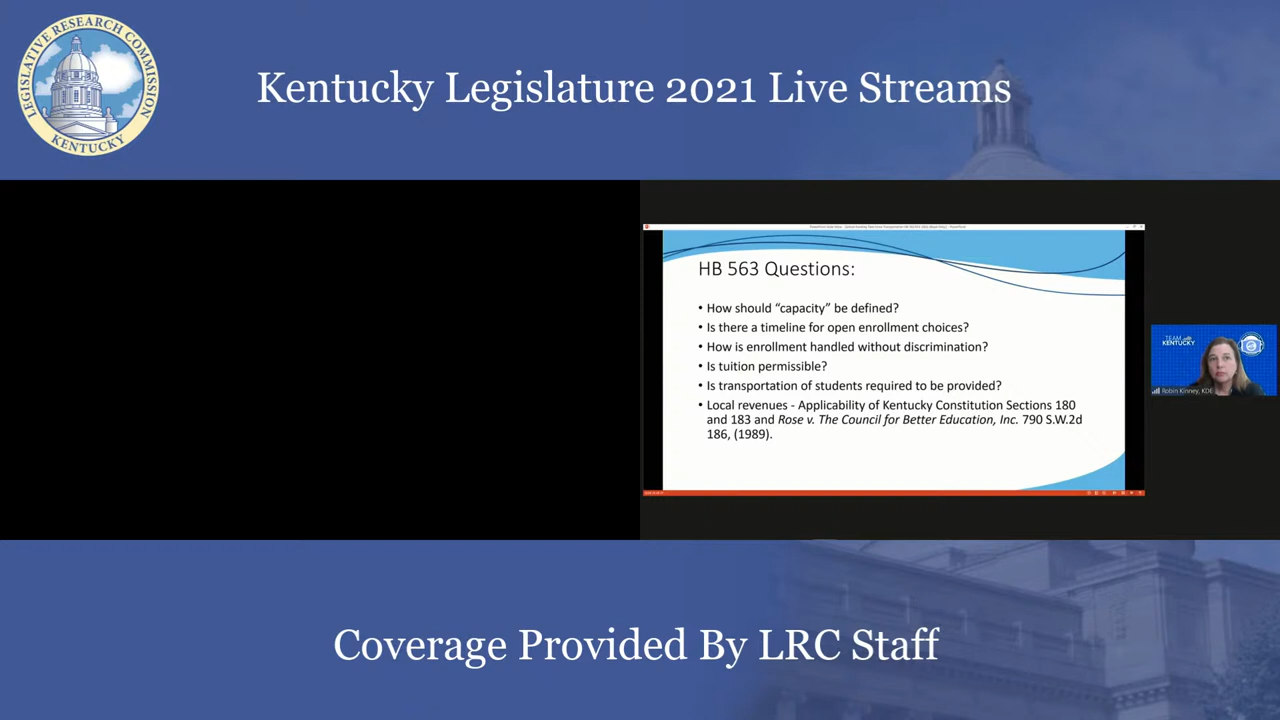 LEGISLATIVE RESEARCH COMMISSION
KENTUCKY
Kentucky Legislature 2021 Live Streams
HB 563 Questions:
• How should “capacity” be defined?
• Is there a timeline for open enrollment choices?
• How is enrollment handled without discrimination?
• Is tuition permissible?
• Is transportation of students required to be provided?
• Local revenues - Applicability of Kentucky Constitution Sections 180
and 183 and Rose v. The Council for Better Education, Inc. 790 S.W.2d
186, (1989).
TEAM
KENTUCKY
Robin Kinney, KDE
Coverage Provided By LRC Staff